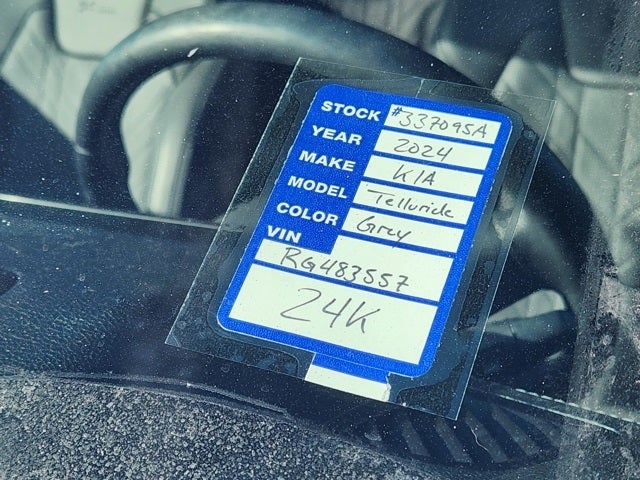 STOCK #337095A
YEAR 2024
MAKE KIA
MODEL Telluride
COLOR Grey
VIN
RG483557
24K